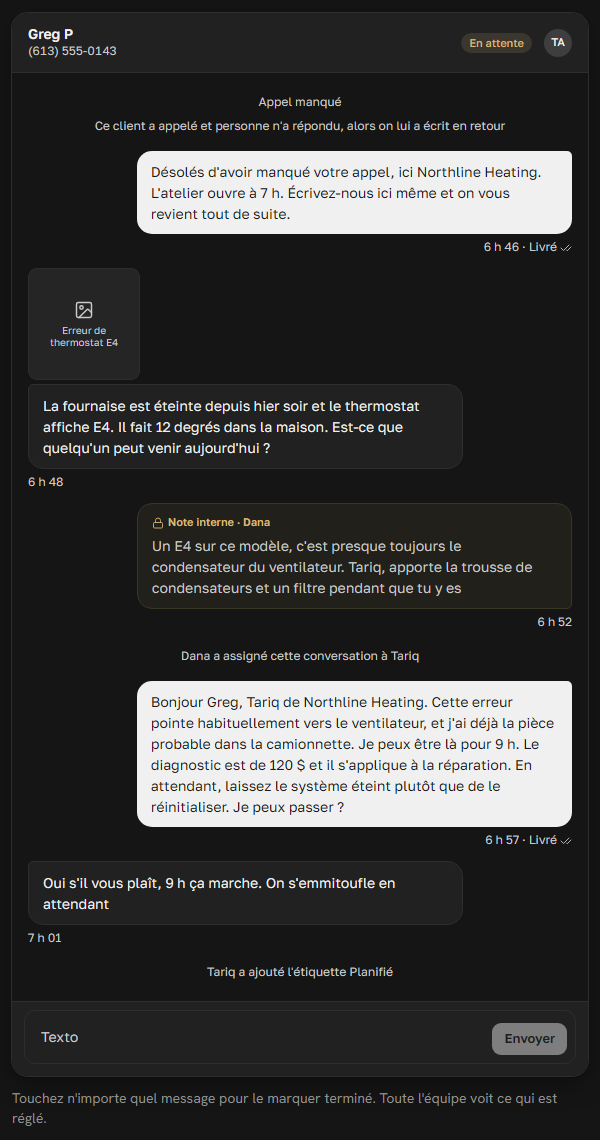 Greg P
(613) 555-0143
En attente
TA
Appel manqué
Ce client a appelé et personne n'a répondu, alors on lui a écrit en retour
Désolés d'avoir manqué votre appel, ici Northline Heating.
L'atelier ouvre à 7 h. Écrivez-nous ici même et on vous
revient tout de suite.
6 h 46 · Livré
Erreur de
thermostat E4
La fournaise est éteinte depuis hier soir et le thermostat
affiche E4. Il fait 12 degrés dans la maison. Est-ce que
quelqu'un peut venir aujourd'hui ?
6 h 48
Note interne · Dana
Un E4 sur ce modèle, c'est presque toujours le
condensateur du ventilateur. Tariq, apporte la trousse de
condensateurs et un filtre pendant que tu y es
6 h 52
Dana a assigné cette conversation à Tariq
Bonjour Greg, Tariq de Northline Heating. Cette erreur
pointe habituellement vers le ventilateur, et j'ai déjà la pièce
probable dans la camionnette. Je peux être là pour 9 h. Le
diagnostic est de 120 $ et il s'applique à la réparation. En
attendant, laissez le système éteint plutôt que de le
réinitialiser. Je peux passer ?
6 h 57 · Livré
Oui s'il vous plaît, 9 h ça marche. On s'emmitoufle en
attendant
7 h 01
Tariq a ajouté l'étiquette Planifié
Texto
Envoyer
Touchez n'importe quel message pour le marquer terminé. Toute l'équipe voit ce qui est
réglé.